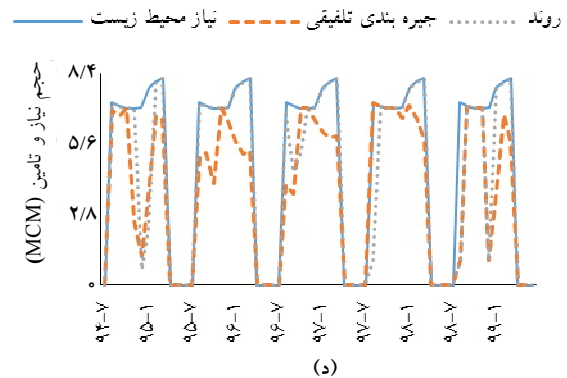 روند جیره بندی تلفیقی نیاز محیط زیست
حجم نیاز و تامین (MCM)
۸/۴
۵/۶
۲/۸
۰
۹۴-۷ ۹۵-۱ ۹۵-۷ ۹۶-۱ ۹۶-۷ ۹۷-۱ ۹۷-۷ ۹۸-۱ ۹۸-۷ ۹۹-۱
(د)